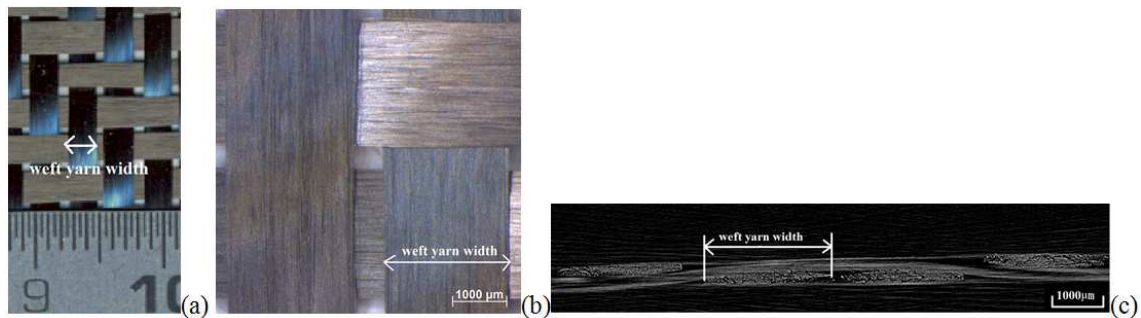 weft yarn width
9 10
(a)
weft yarn width
1000 µm
(b)
weft yarn width
1000µm
(c)